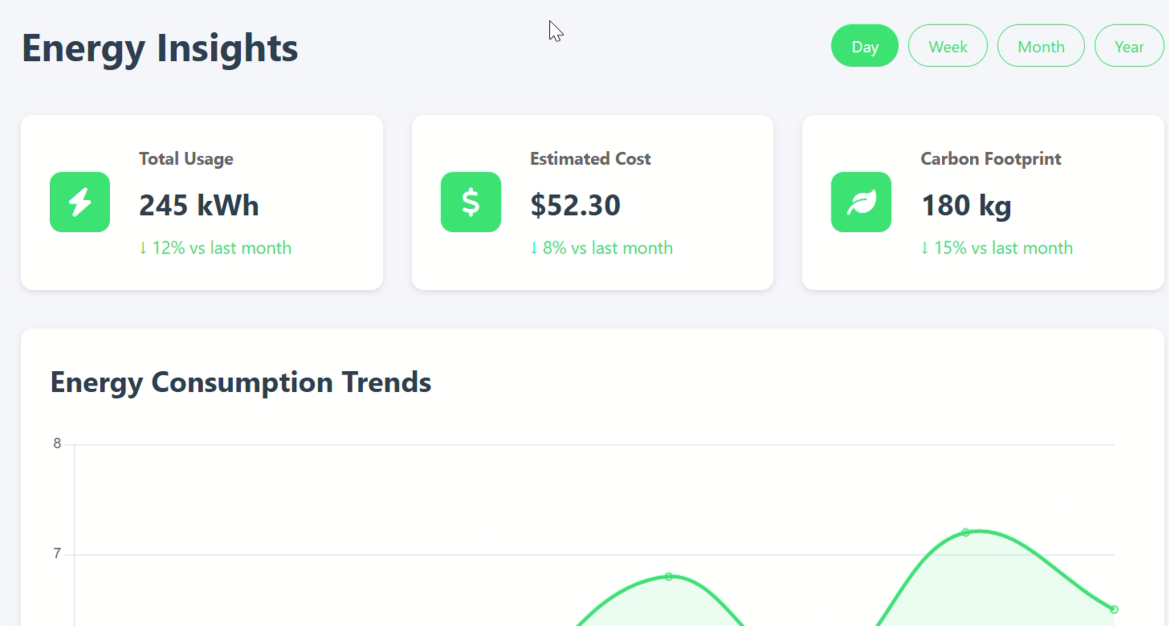 Energy Insights
Day Week Month Year
Total Usage
245 kWh
↓ 12% vs last month
Estimated Cost
$
$52.30
↓ 8% vs last month
Carbon Footprint
180 kg
↓ 15% vs last month
Energy Consumption Trends
8
7